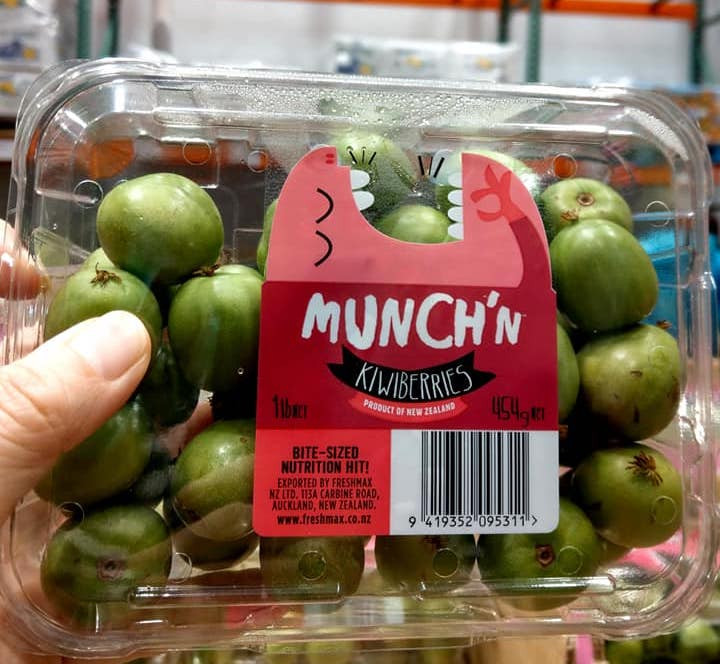 MUNCH'N
KIWIBERRIES
PRODUCT OF NEW ZEALAND
1lb NET 454g NET
BITE-SIZED
NUTRITION HIT!
EXPORTED BY FRESHMAX
NZ LTD. 113A CARBINE ROAD,
AUCKLAND, NEW ZEALAND.
www.freshmax.co.nz
9 419352 095311 >